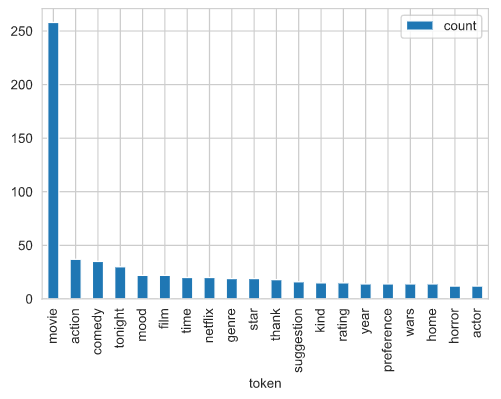 count
250
200
150
100
50
0
movie
action
comedy
tonight
mood
film
time
netflix
genre
star
thank
suggestion
kind
rating
year
preference
wars
home
horror
actor
token